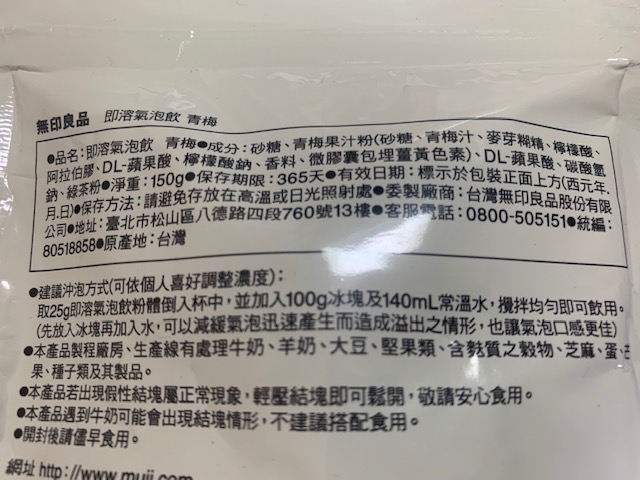 無印良品 即溶氣泡飲 青梅
●品名:即溶氣泡飲 青梅●成分:砂糖、青梅果汁粉(砂糖、青梅汁、麥芽糊精、檸檬酸、
阿拉伯膠、DL-蘋果酸、檸檬酸鈉、香料、微膠囊包埋薑黃色素)、DL-蘋果酸、碳酸氫
鈉、綠茶粉●淨重:150g●保存期限:365天●有效日期:標示於包裝正面上方(西元年.
月.日)●保存方法:請避免存放在高溫或日光照射處●委製廠商:台灣無印良品股份有限
公司●地址:臺北市松山區八德路四段760號13樓●客服電話:0800-505151●統編:
80518858●原產地:台灣
●建議沖泡方式(可依個人喜好調整濃度):
取25g即溶氣泡飲粉體倒入杯中,並加入100g冰塊及140mL常溫水,攪拌均勻即可飲用。
(先放入冰塊再加入水,可以減緩氣泡迅速產生而造成溢出之情形,也讓氣泡口感更佳)
●本產品製程廠房、生產線有處理牛奶、羊奶、大豆、堅果類、含麩質之穀物、芝麻、蛋、芒
果、種子類及其製品。
●本產品若出現假性結塊屬正常現象,輕壓結塊即可鬆開,敬請安心食用。
●本產品遇到牛奶可能會出現結塊情形,不建議搭配食用。
●開封後請儘早食用。
網址 http://www.muji.com